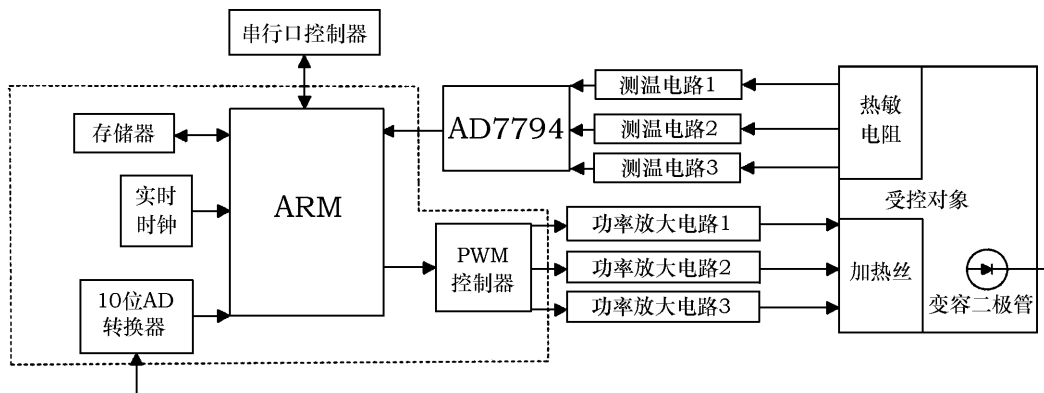 串行口控制器
存储器
实时
时钟
10位AD
转换器
ARM
AD7794
PWM
控制器
测温电路1
测温电路2
测温电路3
功率放大电路1
功率放大电路2
功率放大电路3
热敏
电阻
受控对象
加热丝
变容二极管